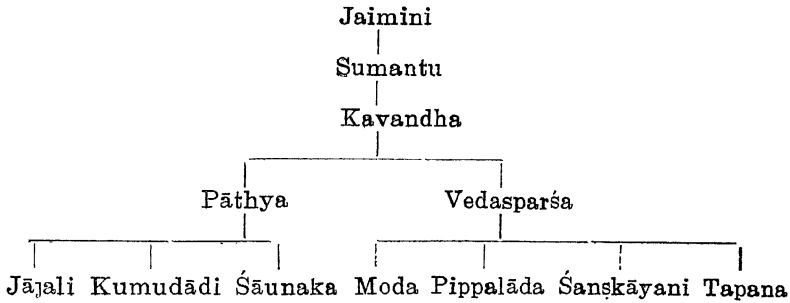 Jaimini
Sumantu
Kavandha
Pāthya Vedasparśa
Jājali Kumudādi Śāunaka Moda Pippalāda Śanṣkāyani Tapana